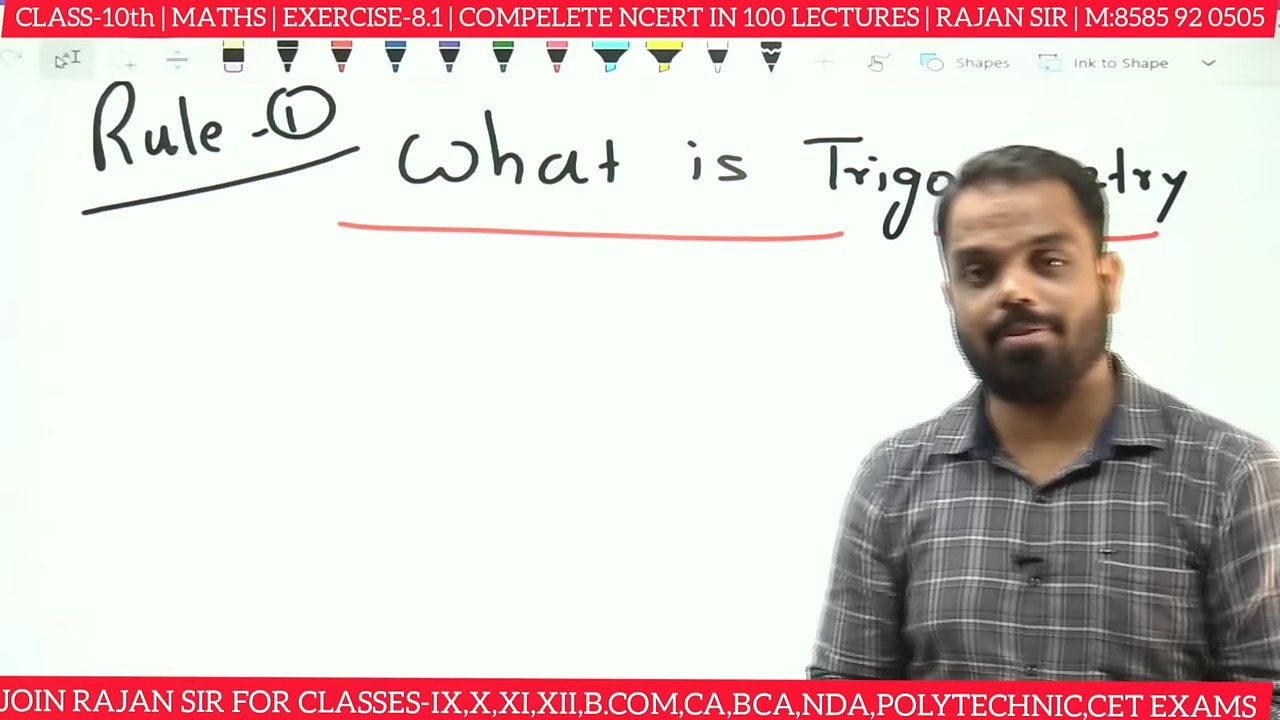 CLASS-10th | MATHS | EXERCISE-8.1 | COMPELETE NCERT IN 100 LECTURES | RAJAN SIR | M:8585 92 0505
Shapes Ink to Shape
Rule-①
What is
JOIN RAJAN SIR FOR CLASSES-IX,X,XI,XII,B.COM,CA,BCA,NDA,POLYTECHNIC,CET EXAMS